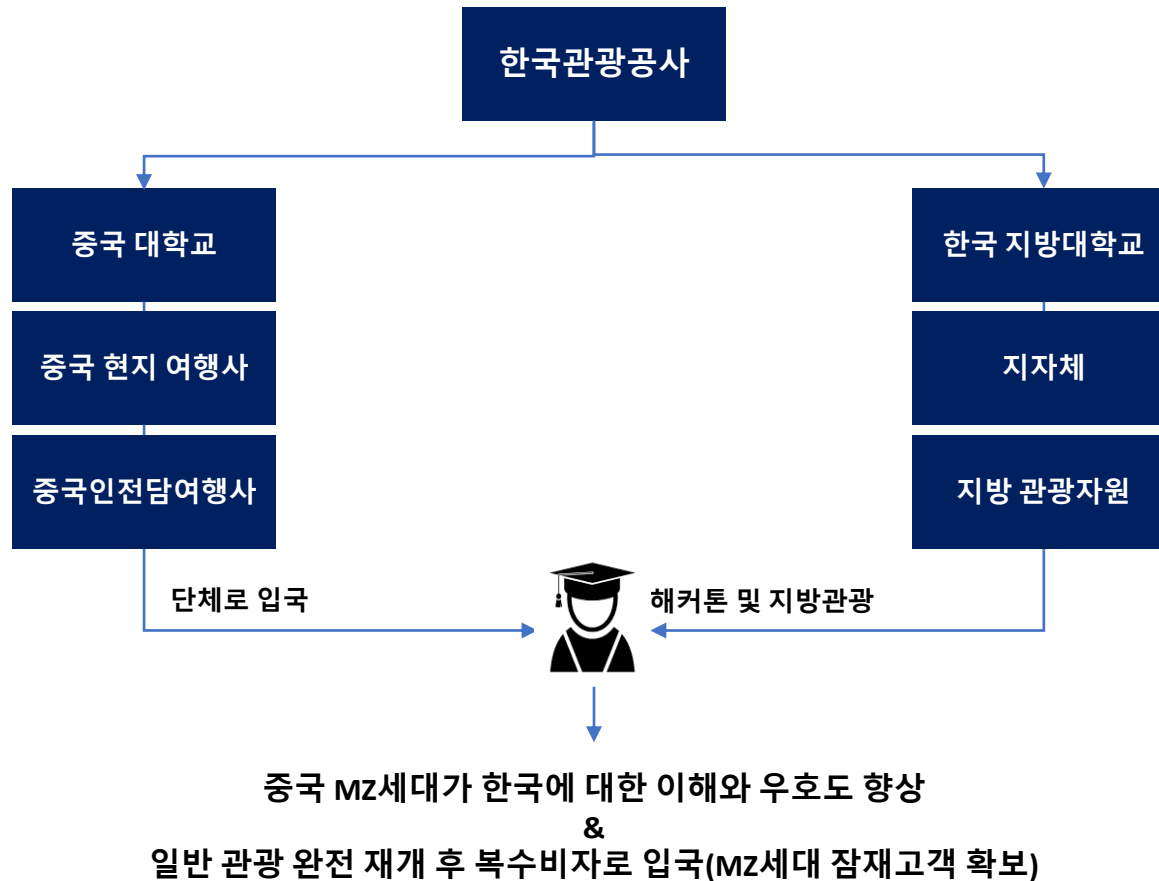 한국관광공사
중국 대학교
한국 지방대학교
중국 현지 여행사
지자체
중국인전담여행사
지방 관광자원
단체로 입국
해커톤 및 지방관광
중국 MZ세대가 한국에 대한 이해와 우호도 향상
&
일반 관광 완전 재개 후 복수비자로 입국(MZ세대 잠재고객 확보)